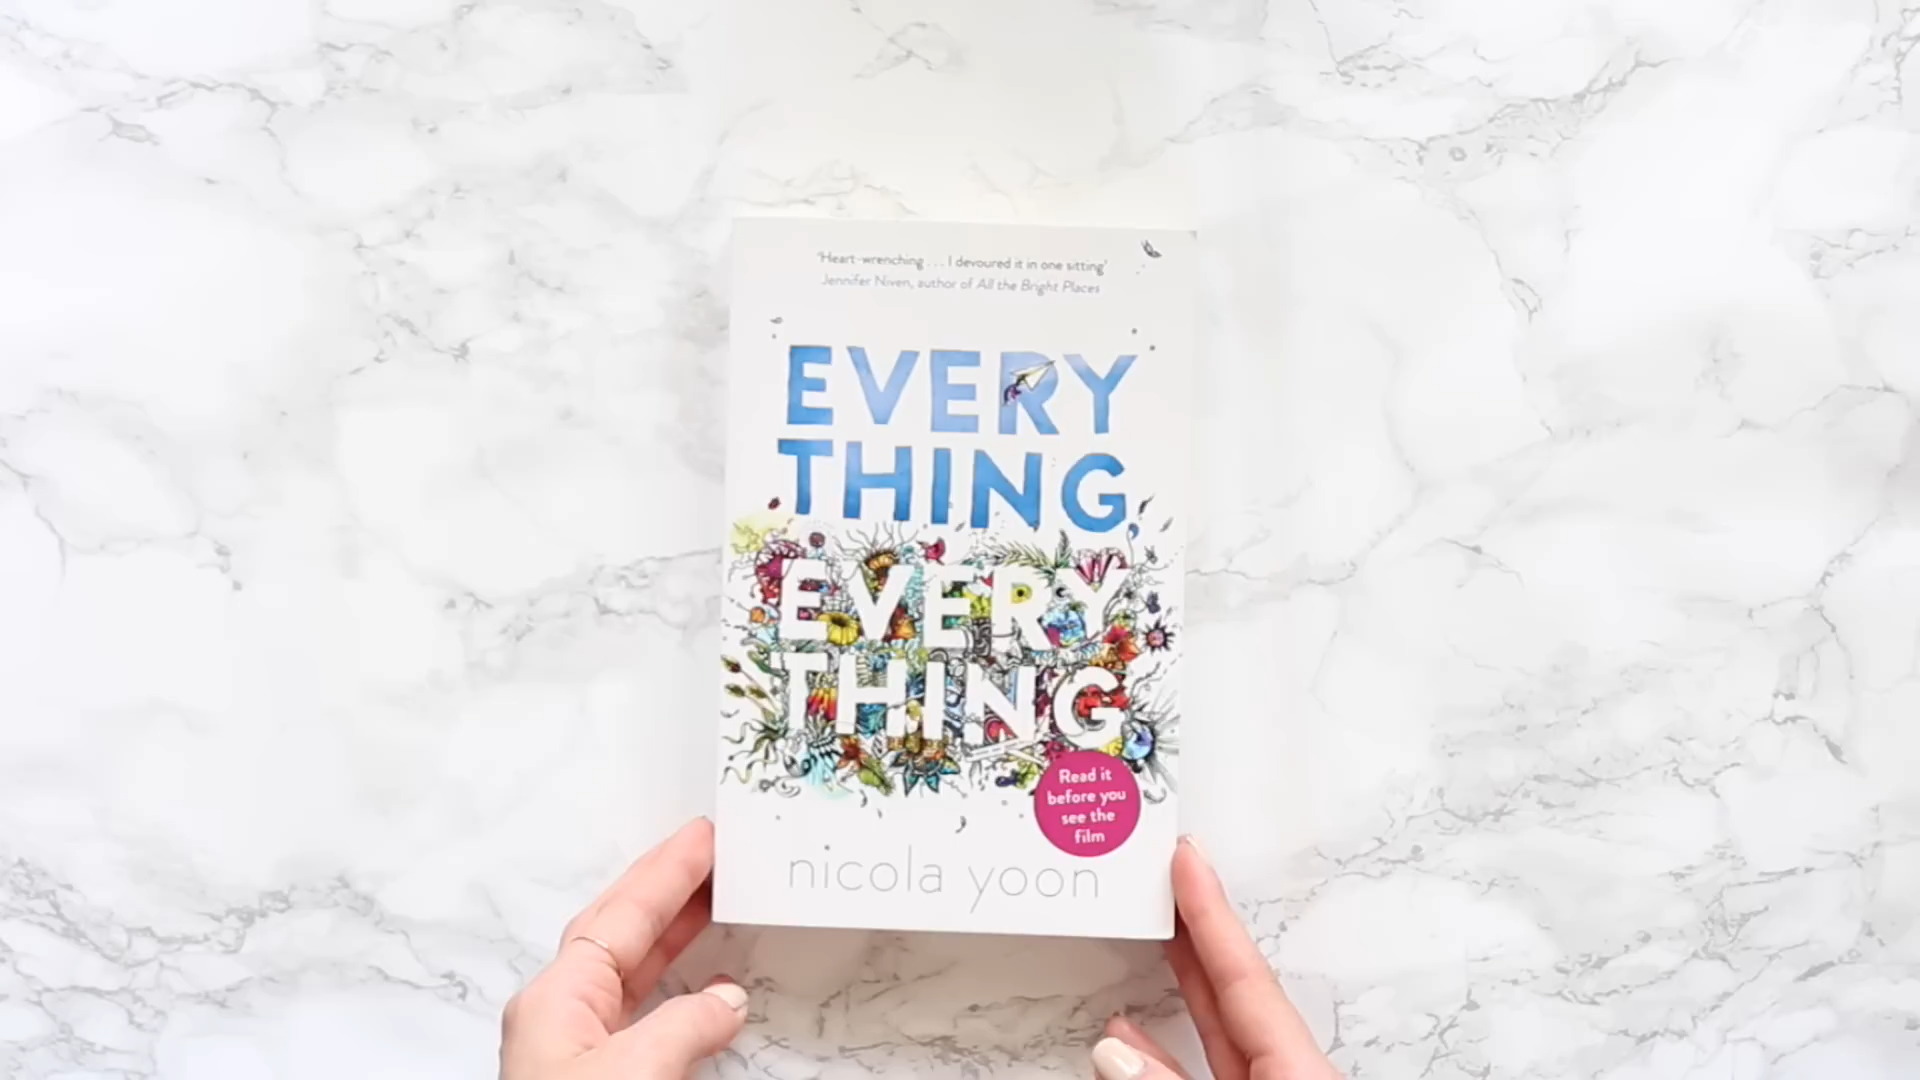 'Heart-wrenching . . . I devoured it in one sitting'
Jennifer Niven, author of All the Bright Places
EVERY
THING
EVERY
THING
Read it
before you
see the
film
nicola yoon